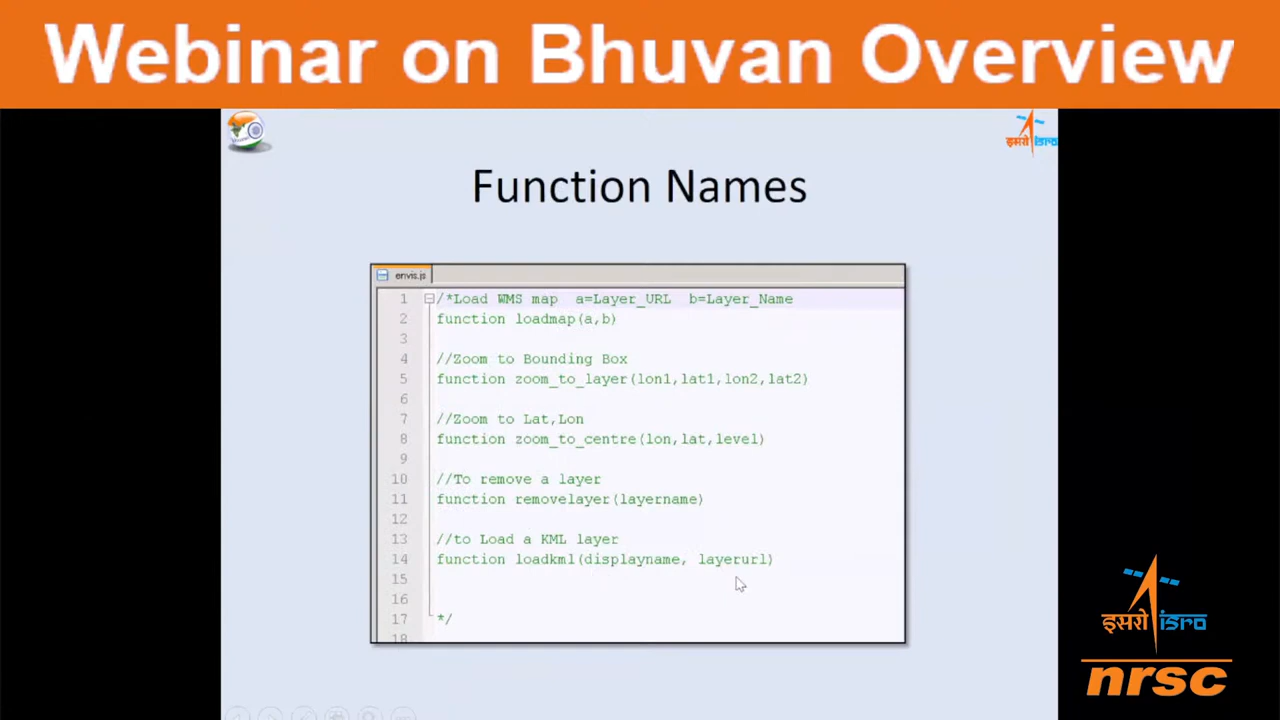 Webinar on Bhuvan Overview
इसरो isro
Function Names
envis.js
1 /*Load WMS map a=Layer_URL b=Layer_Name
2 function loadmap(a,b)
3
4 //Zoom to Bounding Box
5 function zoom_to_layer(lon1,lat1,lon2,lat2)
6
7 //Zoom to Lat,Lon
8 function zoom_to_centre(lon,lat,level)
9
10 //To remove a layer
11 function removelayer(layername)
12
13 //to Load a KML layer
14 function loadkml(displayname, layerurl)
15
16
17 */
18
इसरो isro
nrsc